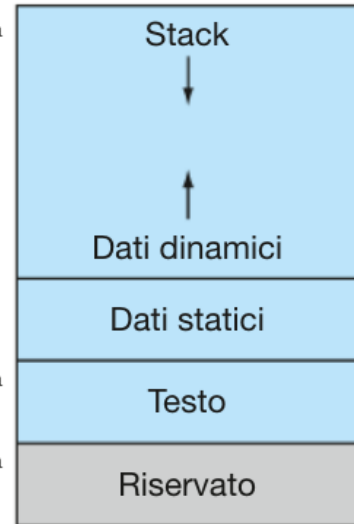 Stack
Dati dinamici
Dati statici
Testo
Riservato